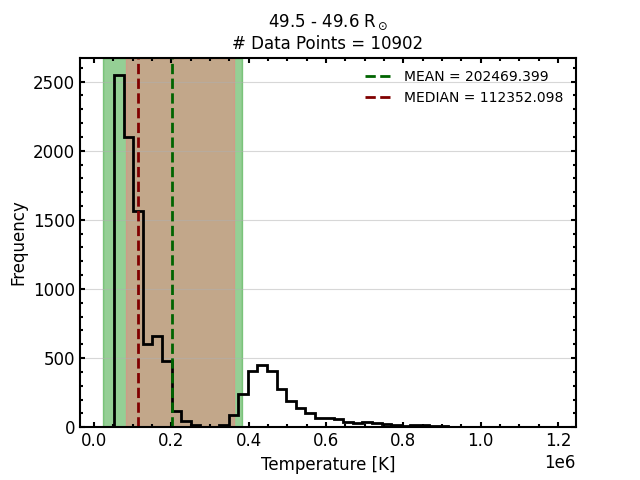 49.5 - 49.6 R⊙
# Data Points = 10902
MEAN = 202469.399
MEDIAN = 112352.098
Frequency
2500
2000
1500
1000
500
0
0.0 0.2 0.4 0.6 0.8 1.0 1.2
1e6
Temperature [K]